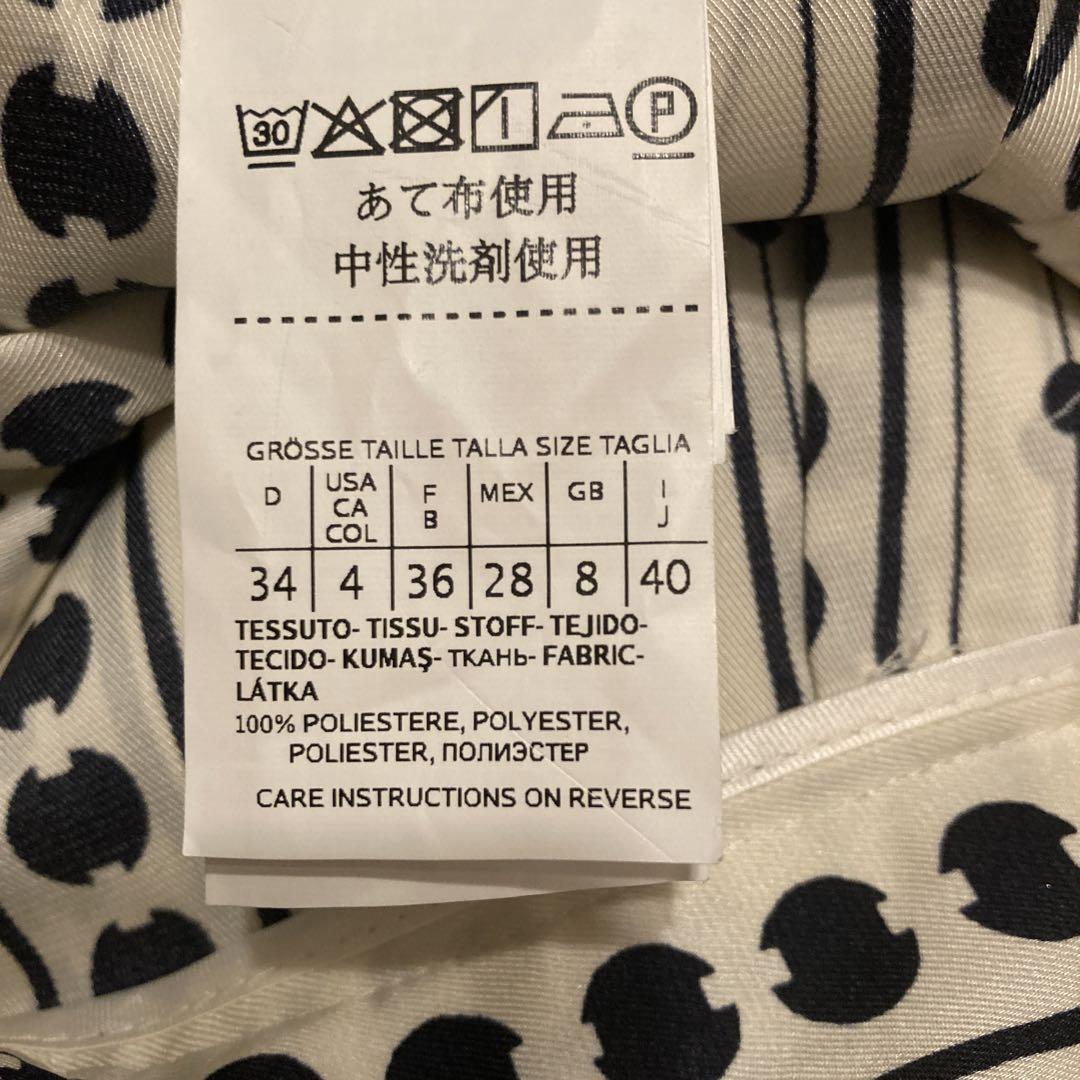 30 P
あて布使用
中性洗剤使用
GRÖSSE TAILLE TALLA SIZE TAGLIA
D USA CA COL F B MEX GB I J
34 4 36 28 8 40
TESSUTO- TISSU- STOFF- TEJIDO-
TECIDO- KUMAŞ- ТКАНЬ- FABRIC-
LÁTKA
100% POLIESTERE, POLYESTER,
POLIESTER, ПОЛИЭСТЕР
CARE INSTRUCTIONS ON REVERSE